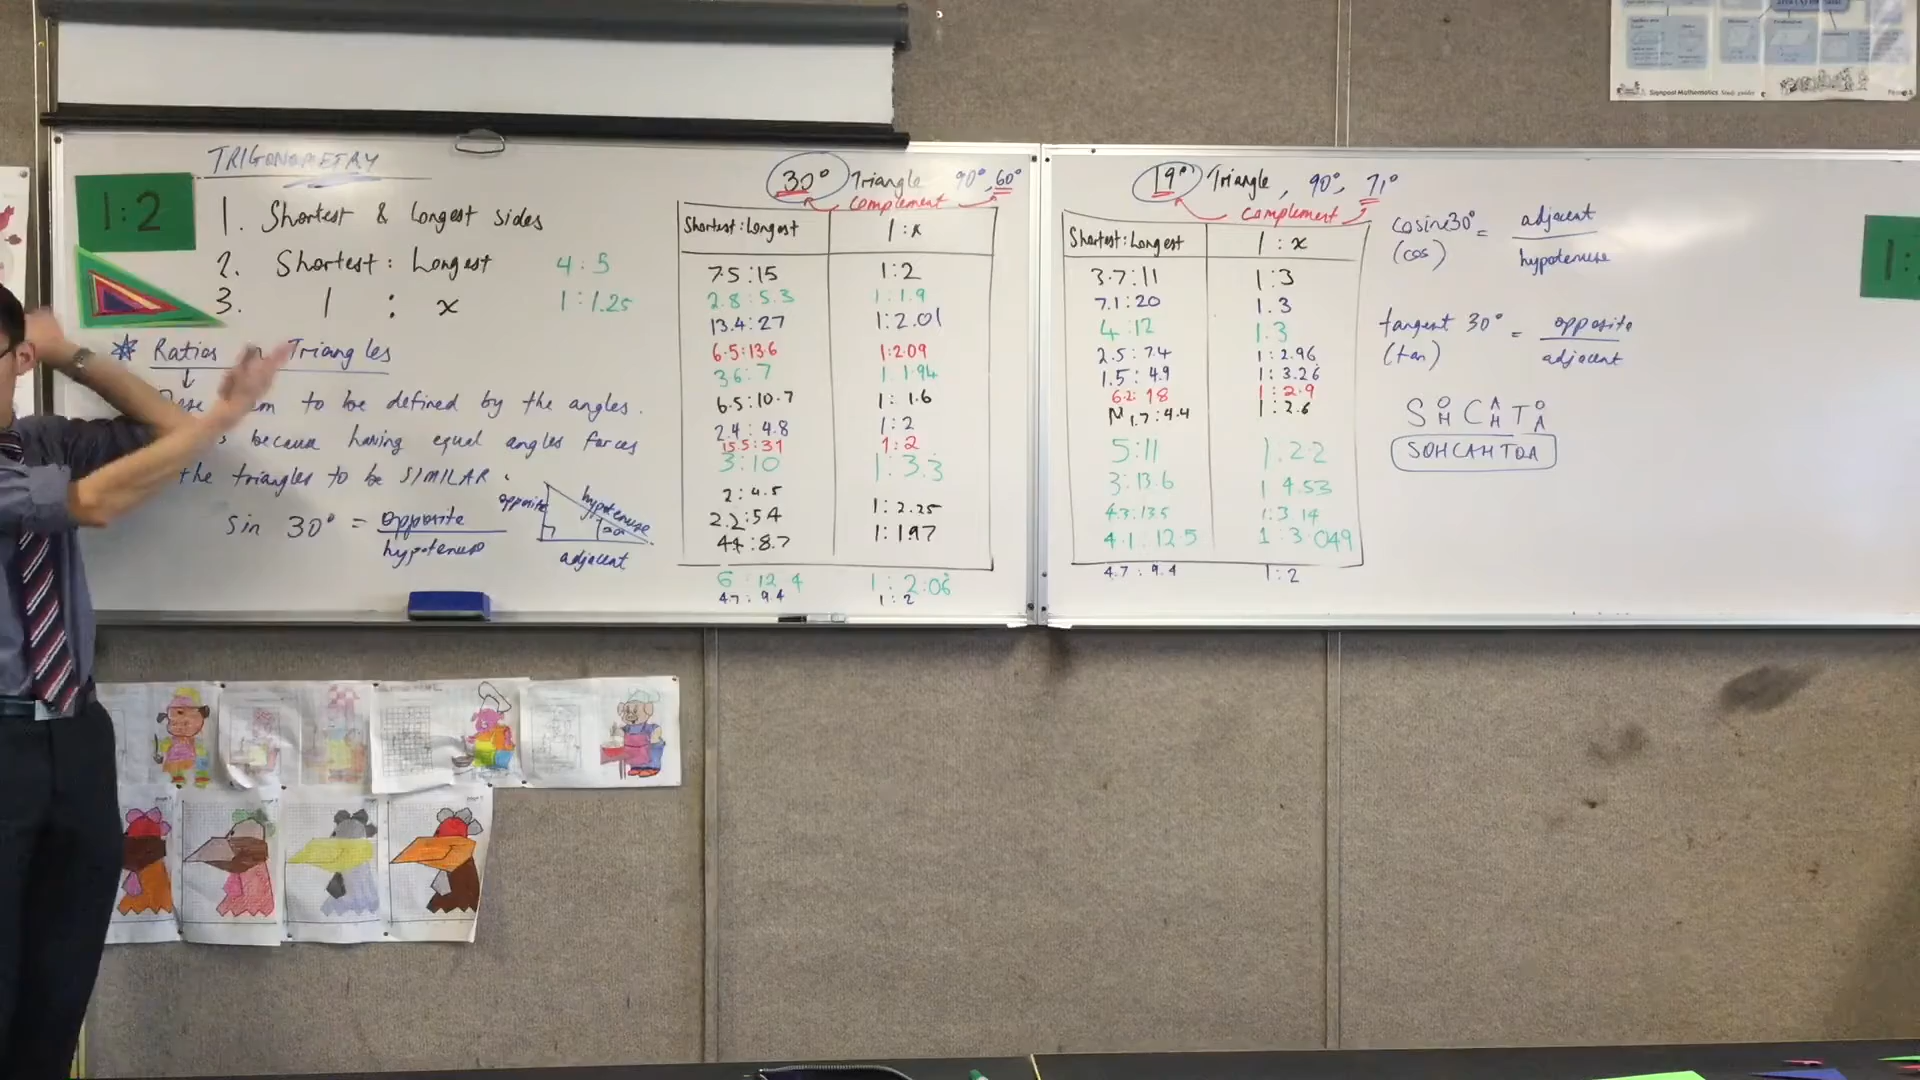 TRIGONOMETRY
1:2
1. Shortest & Longest sides
2. Shortest : Longest 4:5
3. 1 : x 1:1.25
Ratios in Triangles
to be defined by the angles.
because having equal angles forces
the triangles to be SIMILAR.
sin 30° = opposite
hypotenuse
opposite
hypotenuse
30°
adjacent
30° Triangle 90°, 60°
complement
Shortest:Longest 1:x
7.5:15 1:2
2.8:5.3 1:1.9
13.4:27 1:2.01
6.5:13.6 1:2.09
3.6:7 1 1.94
6.5:10.7 1:1.6
2.4:4.8 1:2
15.5:31 1:2
3:10 1:3.3
2:4.5
2.2:5.4 1:2.25
4.4:8.7 1:1.97
6:12.4 1:2.06
4.7:9.4 1:2
19° Triangle, 90°, 71°
complement
Shortest:Longest 1:x
3.7:11 1:3
7.1:20 1.3
4:12 1.3
2.5:7.4 1:2.96
1.5:4.9 1:3.26
6.2:18 1:2.9
1.7:4.4 1:2.6
5:11 1.2.2
3:13.6 1 4.53
4.3:13.5 1:3.14
4.1:12.5 1:3.049
4.7:9.4 1:2
cosine 30° = adjacent
(cos) hypotenuse
tangent 30° = opposite
(tan) adjacent
S O H C A H T O A
SOHCAHTOA
1:
Signpost Mathematics